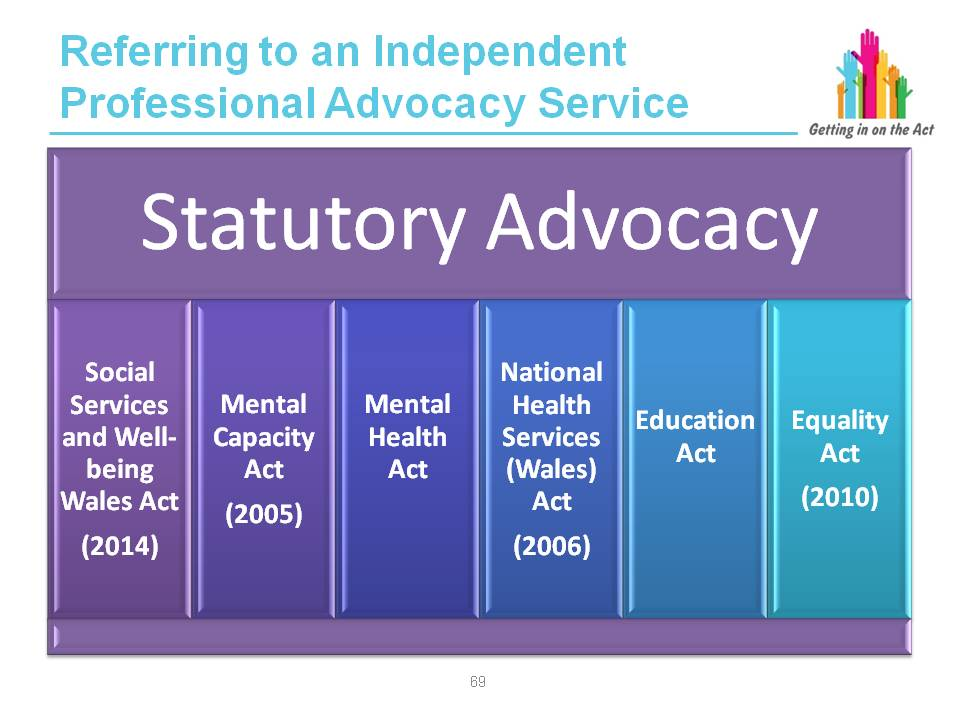 Referring to an Independent
Professional Advocacy Service
Getting in on the Act
Statutory Advocacy
Social
Services
and Well-
being
Wales Act
(2014)
Mental
Capacity
Act
(2005)
Mental
Health
Act
National
Health
Services
(Wales)
Act
(2006)
Education
Act
Equality
Act
(2010)
69